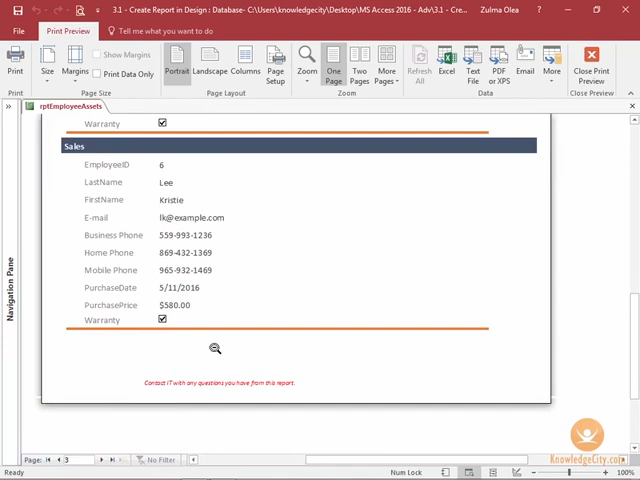 3.1 - Create Report in Design : Database- C:\Users\knowledgecity\Desktop\MS Access 2016 - Adv\3.1 - Cre...
Zulma Olea
File
Print Preview
Tell me what you want to do
Print
Size
Margins
Show Margins
Print Data Only
Portrait
Landscape
Columns
Page Setup
Zoom
One Page
Two Pages
More Pages
Refresh All
Excel
Text File
PDF or XPS
Email
More
Close Print Preview
Print
Page Size
Page Layout
Zoom
Data
Close Preview
rptEmployeeAssets
Warranty
Sales
EmployeeID 6
LastName Lee
FirstName Kristie
E-mail lk@example.com
Business Phone 559-993-1236
Home Phone 869-432-1369
Mobile Phone 965-932-1469
PurchaseDate 5/11/2016
PurchasePrice $580.00
Warranty
Contact IT with any questions you have from this report.
Navigation Pane
KnowledgeCity.com
Page: 3
No Filter
Ready
Num Lock
100%